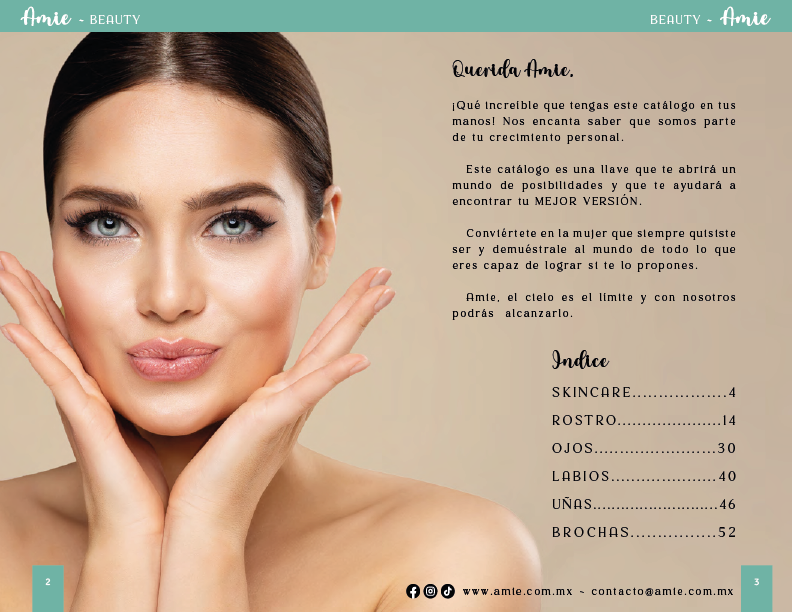 Amie ~ BEAUTY
BEAUTY ~ Amie
Querida Amie,
¡Qué increíble que tengas este catálogo en tus
manos! Nos encanta saber que somos parte
de tu crecimiento personal.
Este catálogo es una llave que te abrirá un
mundo de posibilidades y que te ayudará a
encontrar tu MEJOR VERSIÓN.
Conviértete en la mujer que siempre quisiste
ser y demuéstrale al mundo de todo lo que
eres capaz de lograr si te lo propones.
Amie, el cielo es el límite y con nosotros
podrás alcanzarlo.
Indice
SKINCARE..................4
ROSTRO....................14
OJOS.......................30
LABIOS....................40
UÑAS...........................46
BROCHAS................52
www.amie.com.mx ~ contacto@amie.com.mx
2
3